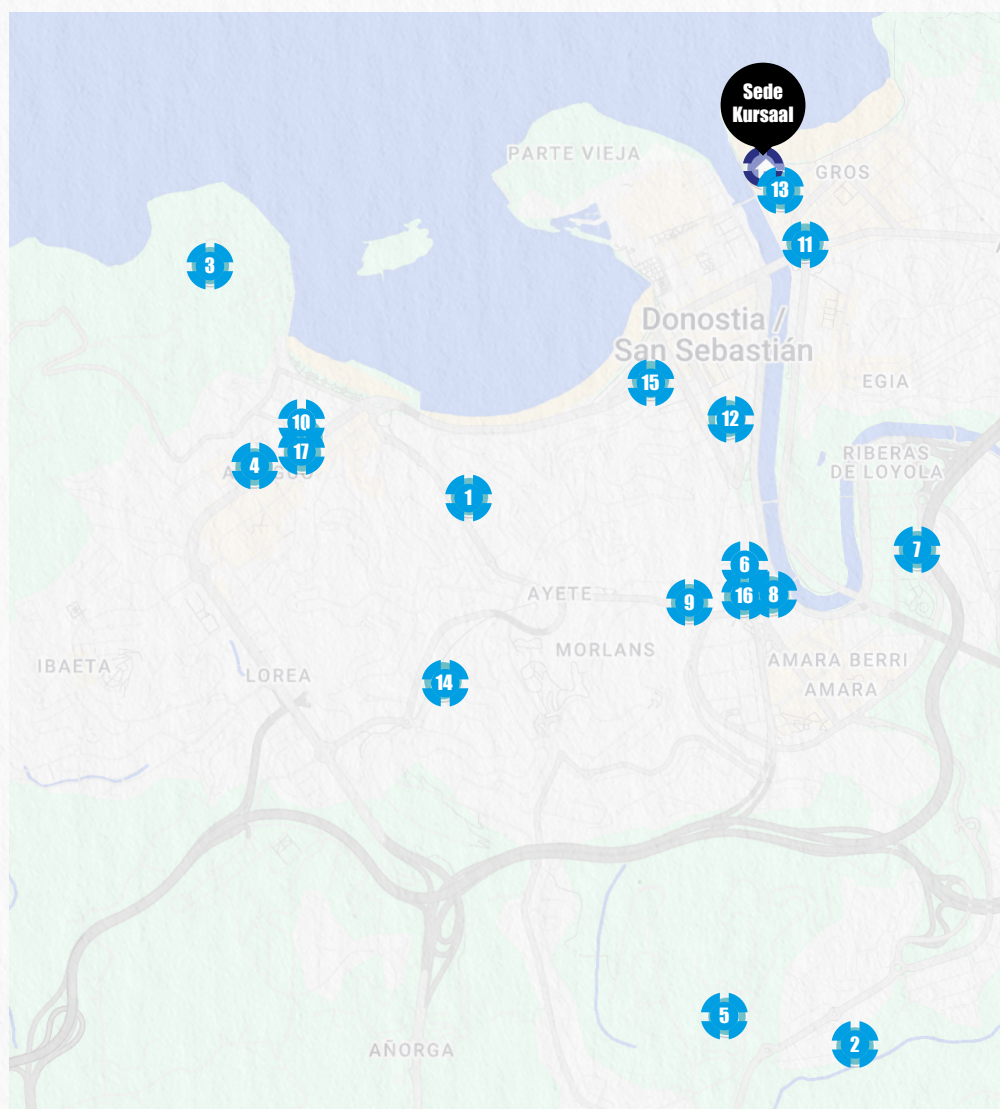 Sede
Kursaal
PARTE VIEJA
GROS
13
11
3
Donostia /
San Sebastián
15
EGIA
12
10
17
4
RIBERAS
DE LOYOLA
1
7
6
AYETE
9
16
8
MORLANS
IBAETA
LOREA
AMARA BERRI
14
AMARA
5
2
AÑORGA